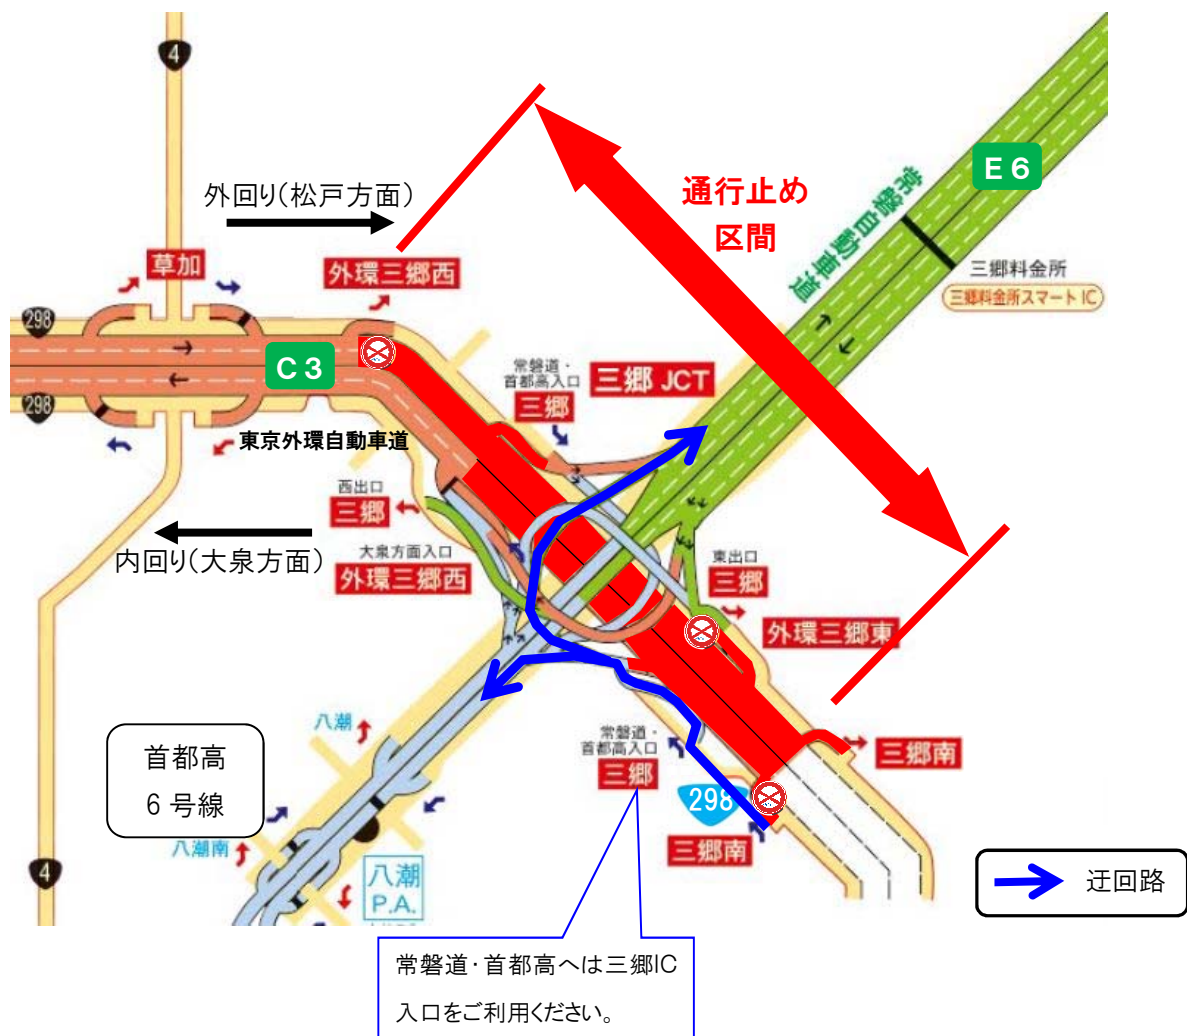 4
外回り(松戸方面)
通行止め
区間
E6
常磐自動車道
三郷料金所
三郷料金所スマートIC
草加
外環三郷西
298
C3
298
東京外環自動車道
常磐道・
首都高入口
三郷
三郷 JCT
西出口
三郷
内回り(大泉方面)
大泉方面入口
外環三郷西
東出口
三郷
外環三郷東
八潮
首都高
6号線
八潮南
常磐道・
首都高入口
三郷
298
三郷南
三郷南
4
八潮
P.A.
迂回路
常磐道・首都高へは三郷IC
入口をご利用ください。